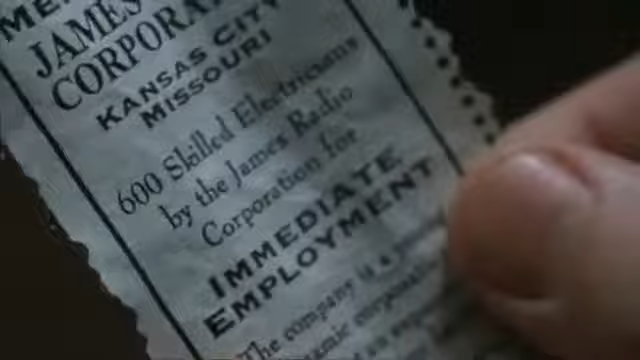 JAMES
CORPORA
KANSAS CITY
MISSOURI
600 Skilled Electricians
by the James Radio
Corporation for
IMMEDIATE
EMPLOYMENT
The company is a